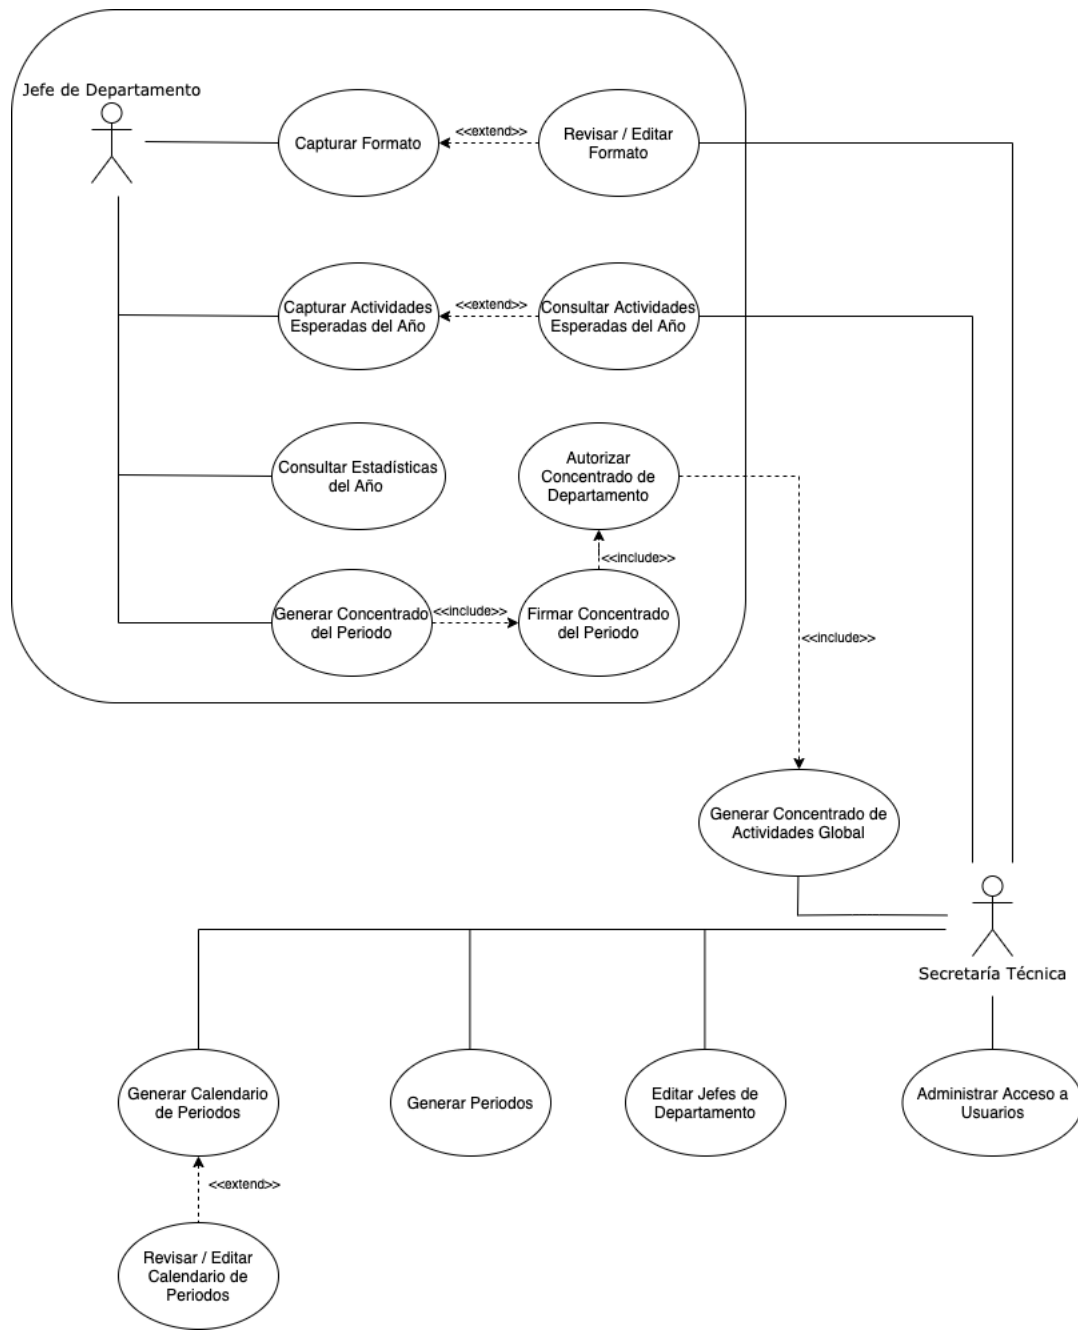 Jefe de Departamento
Capturar Formato
<<extend>>
Revisar / Editar
Formato
Capturar Actividades
Esperadas del Año
<<extend>>
Consultar Actividades
Esperadas del Año
Consultar Estadísticas
del Año
Autorizar
Concentrado de
Departamento
<<include>>
Generar Concentrado
del Periodo
<<include>>
Firmar Concentrado
del Periodo
<<include>>
Generar Concentrado de
Actividades Global
Secretaría Técnica
Generar Calendario
de Periodos
Generar Periodos
Editar Jefes de
Departamento
Administrar Acceso a
Usuarios
<<extend>>
Revisar / Editar
Calendario de
Periodos